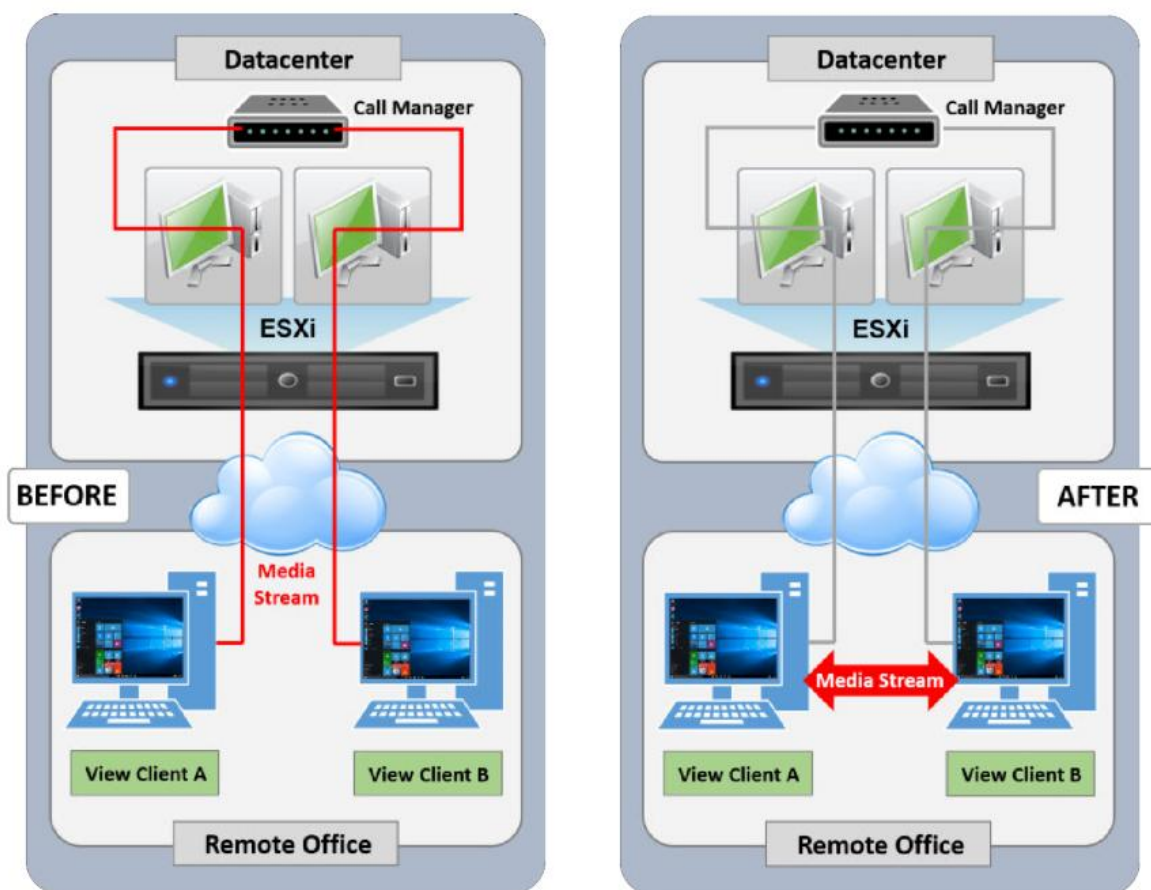 Datacenter
Call Manager
ESXi
BEFORE
Media
Stream
View Client A
View Client B
Remote Office
Datacenter
Call Manager
ESXi
AFTER
Media Stream
View Client A
View Client B
Remote Office